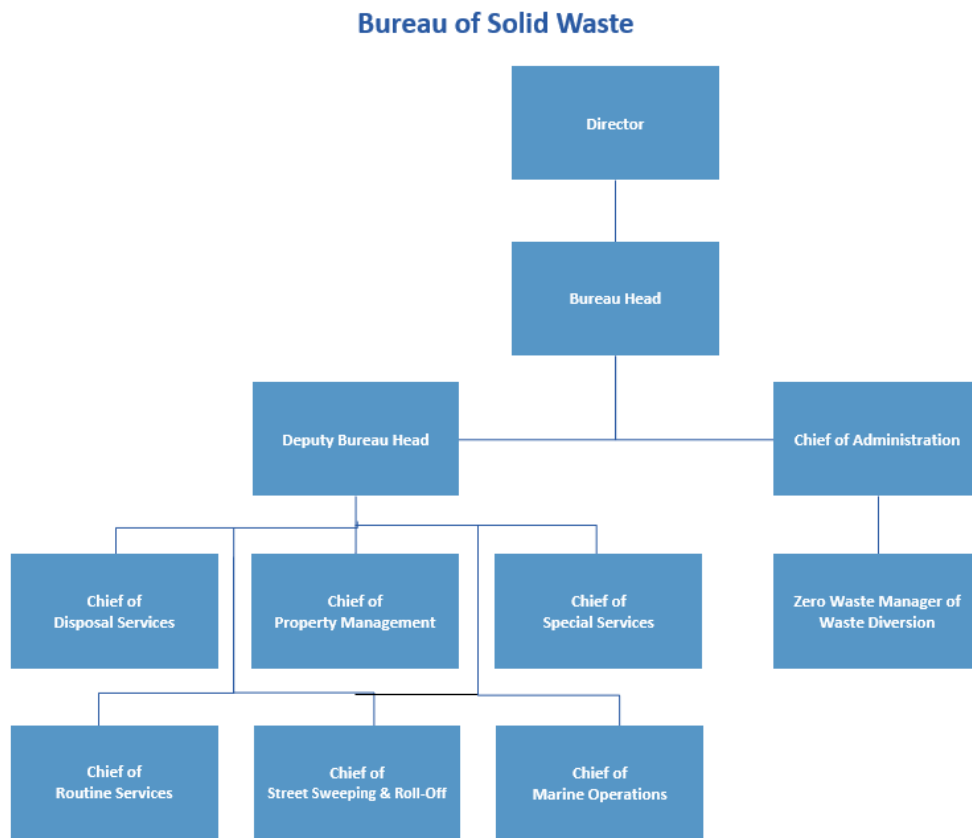 Bureau of Solid Waste
Director
Bureau Head
Deputy Bureau Head
Chief of Administration
Chief of
Disposal Services
Chief of
Property Management
Chief of
Special Services
Zero Waste Manager of
Waste Diversion
Chief of
Routine Services
Chief of
Street Sweeping & Roll-Off
Chief of
Marine Operations